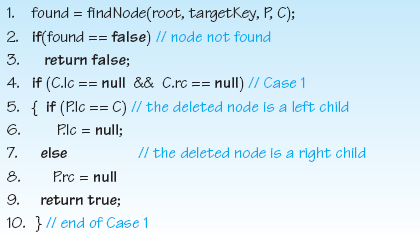 1. found = findNode(root, targetKey, P, C);
2. if(found == false) // node not found
3. return false;
4. if (C.lc == null && C.rc == null) // Case 1
5. { if (P.lc == C) // the deleted node is a left child
6. P.lc = null;
7. else // the deleted node is a right child
8. P.rc = null
9. return true;
10. } // end of Case 1